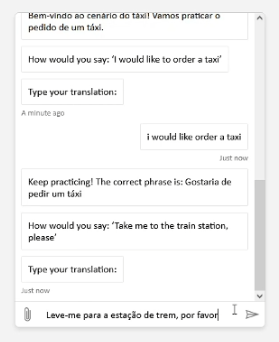 Bem-vindo ao cenário do táxi! Vamos praticar o
pedido de um táxi.
How would you say: ‘I would like to order a taxi’
Type your translation:
A minute ago
i would like order a taxi
Just now
Keep practicing! The correct phrase is: Gostaria de
pedir um táxi
How would you say: ‘Take me to the train station,
please’
Type your translation:
Just now
Leve-me para a estação de trem, por favor